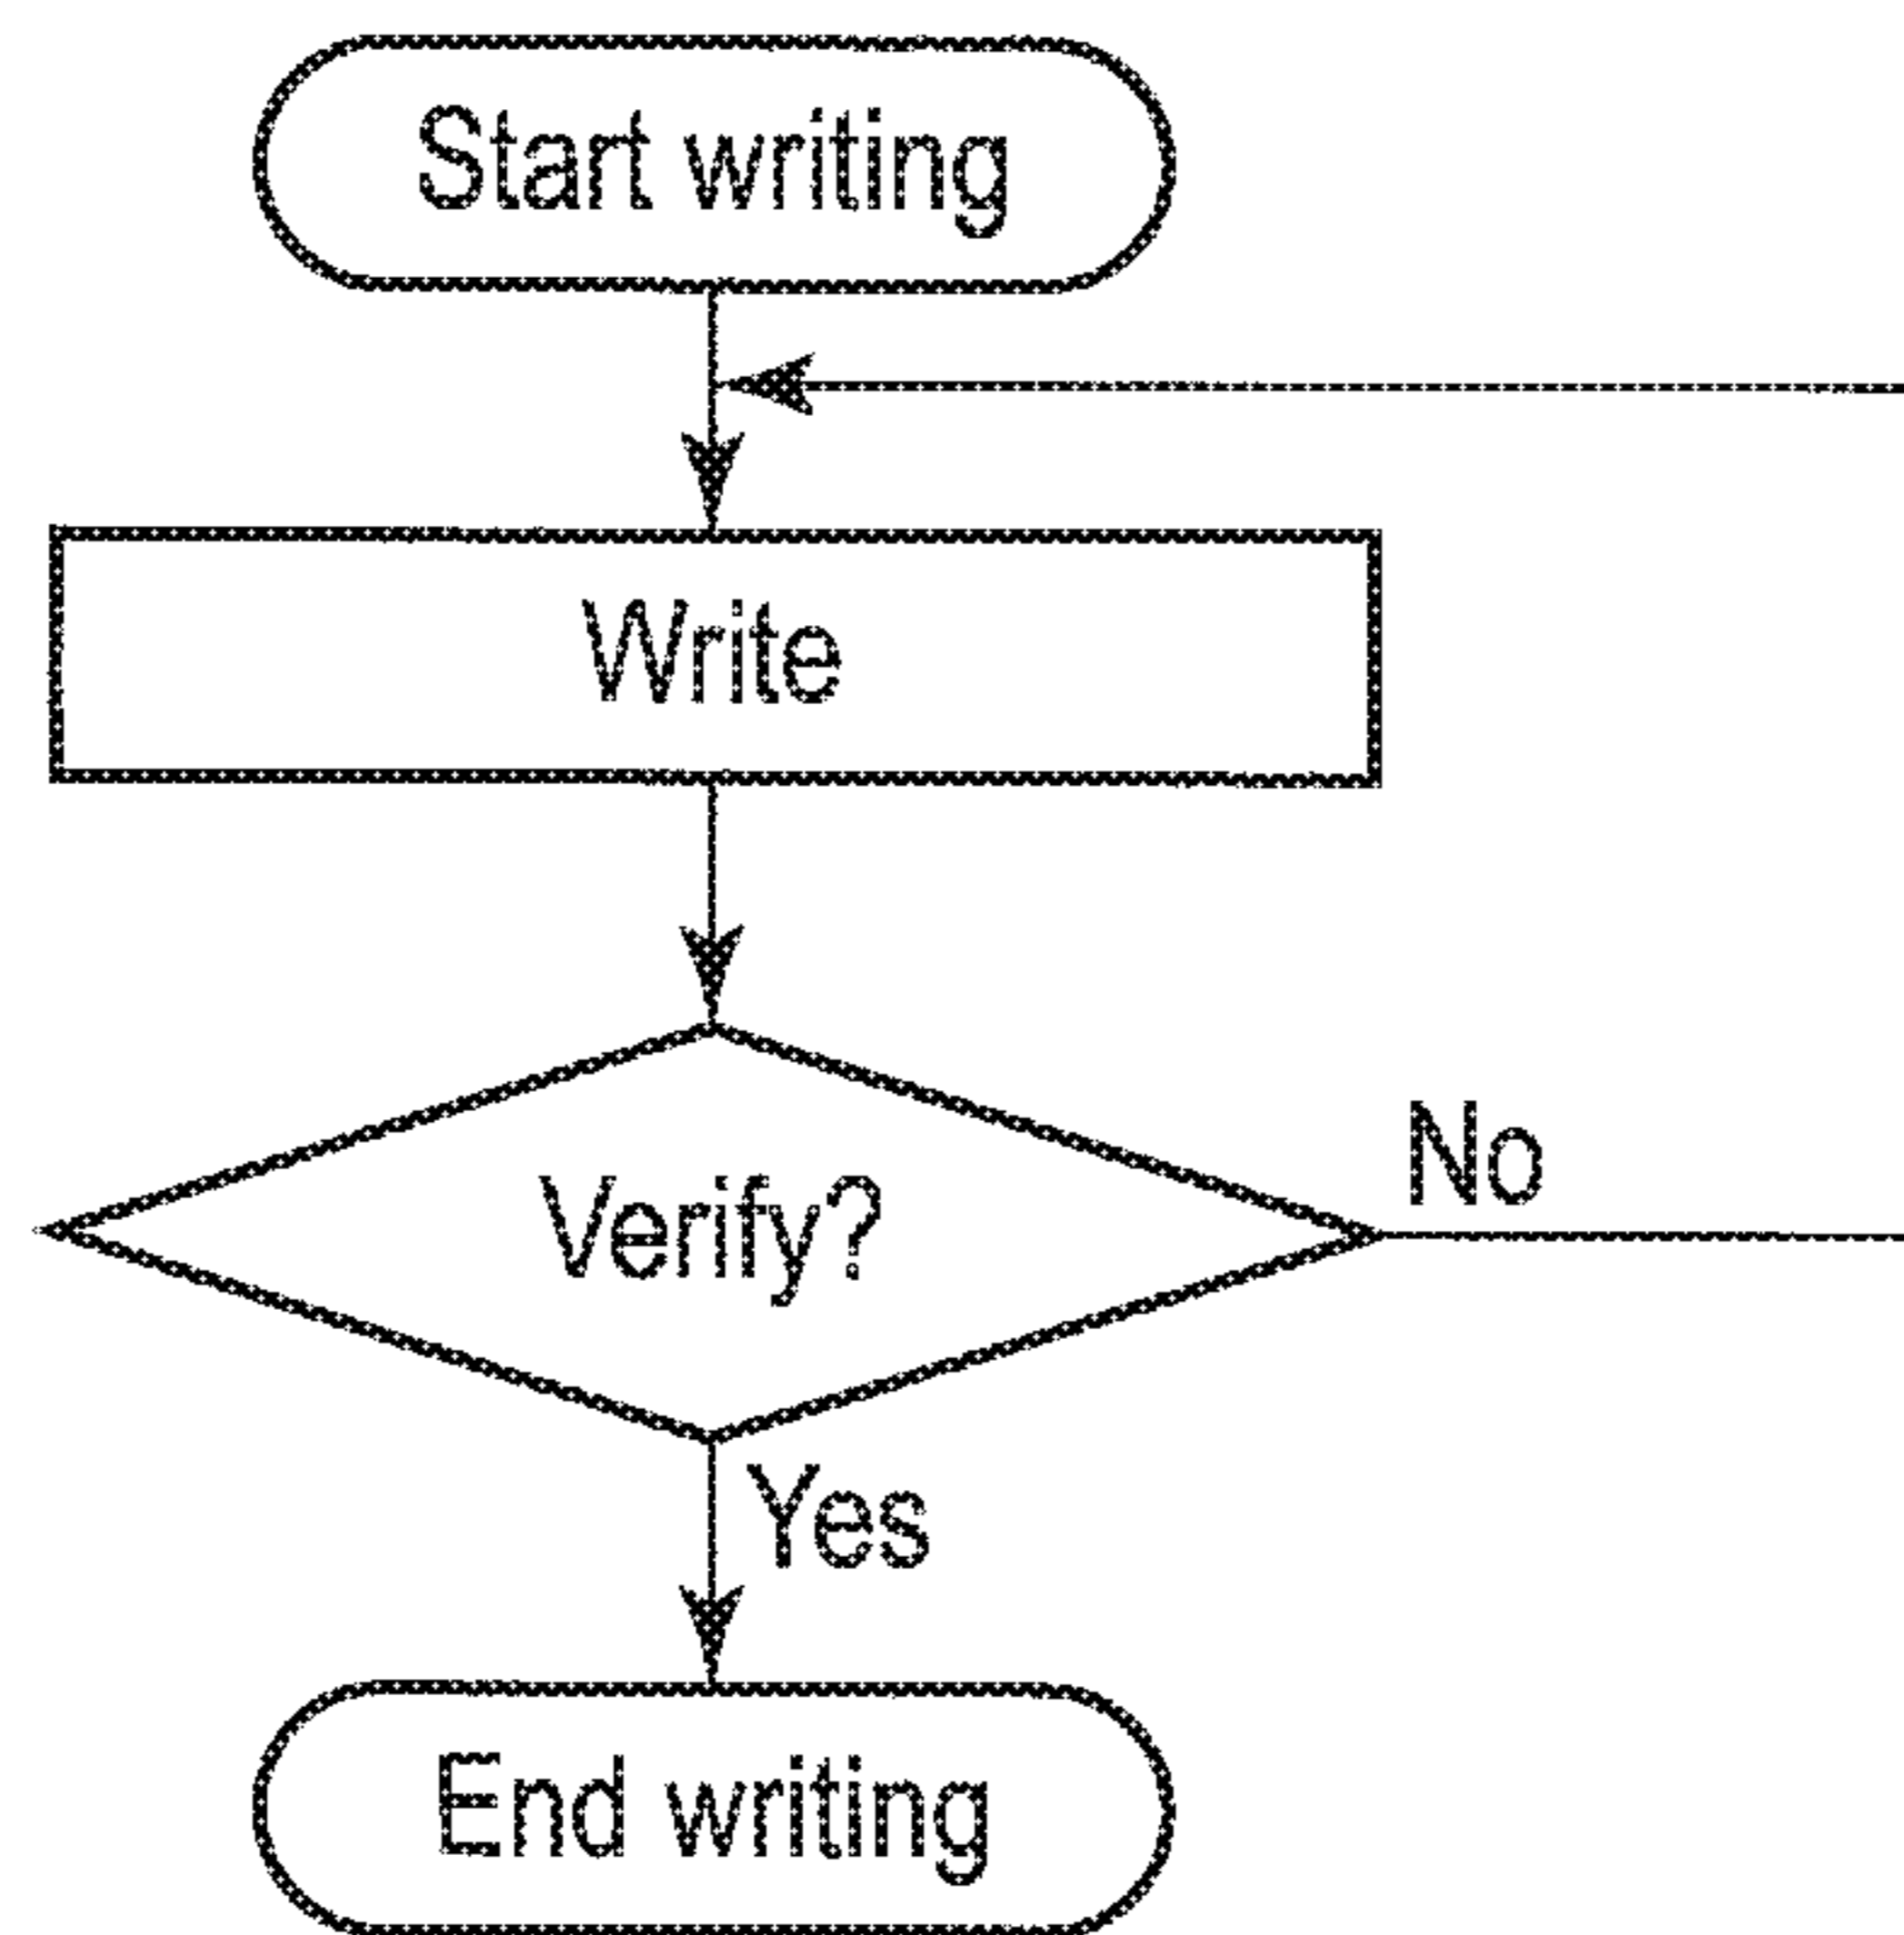 Start writing
Write
Verify?
No
Yes
End writing